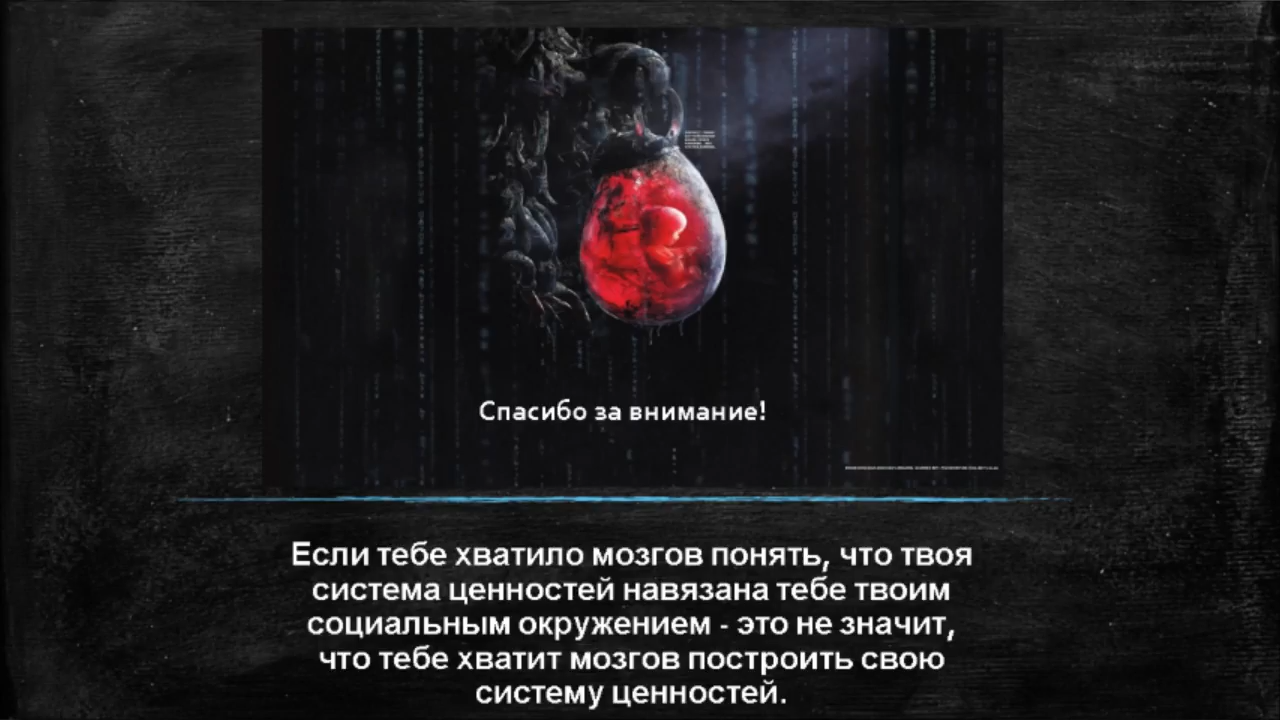 Спасибо за внимание!
Если тебе хватило мозгов понять, что твоя
система ценностей навязана тебе твоим
социальным окружением - это не значит,
что тебе хватит мозгов построить свою
систему ценностей.